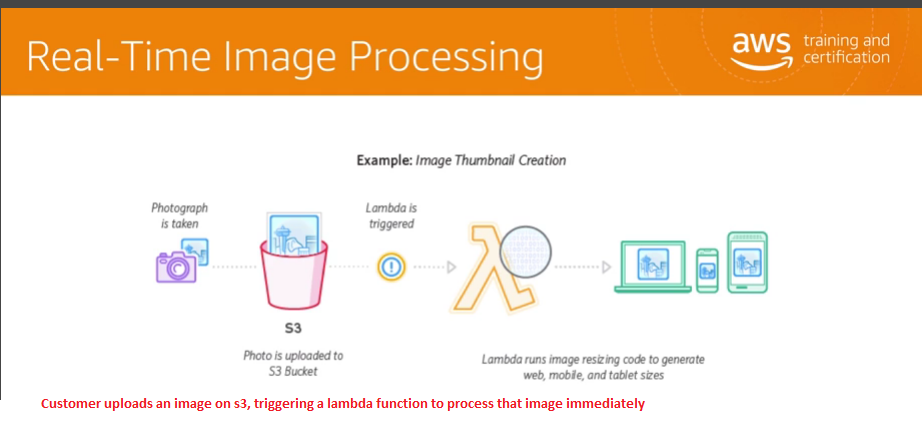 Real-Time Image Processing
aws training and
certification
Example: Image Thumbnail Creation
Photograph
is taken
Lambda is
triggered
S3
Photo is uploaded to
S3 Bucket
Lambda runs image resizing code to generate
web, mobile, and tablet sizes
Customer uploads an image on s3, triggering a lambda function to process that image immediately